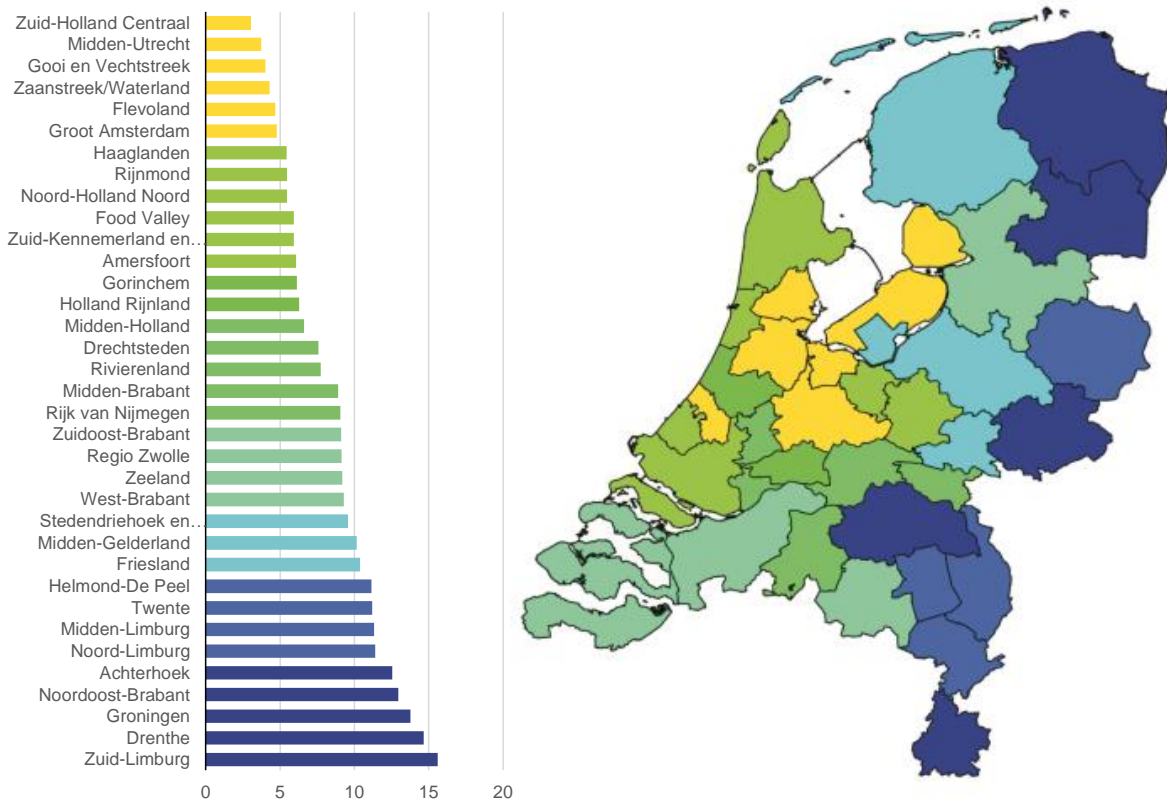 Zuid-Holland Centraal
Midden-Utrecht
Gooi en Vechtstreek
Zaanstreek/Waterland
Flevoland
Groot Amsterdam
Haaglanden
Rijnmond
Noord-Holland Noord
Food Valley
Zuid-Kennemerland en...
Amersfoort
Gorinchem
Holland Rijnland
Midden-Holland
Drechtsteden
Rivierenland
Midden-Brabant
Rijk van Nijmegen
Zuidoost-Brabant
Regio Zwolle
Zeeland
West-Brabant
Stedendriehoek en...
Midden-Gelderland
Friesland
Helmond-De Peel
Twente
Midden-Limburg
Noord-Limburg
Achterhoek
Noordoost-Brabant
Groningen
Drenthe
Zuid-Limburg
0 5 10 15 20